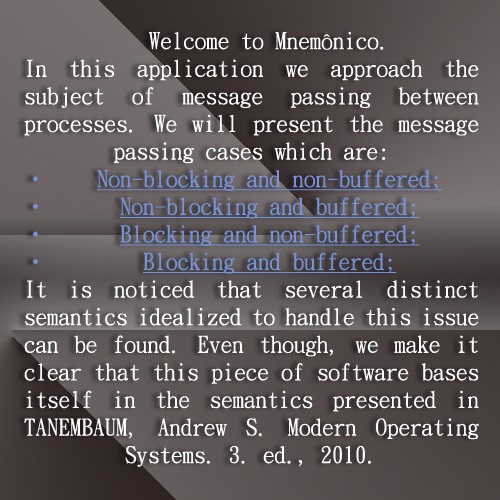 Welcome to Mnemônico.
In this application we approach the
subject of message passing between
processes. We will present the message
passing cases which are:
• Non-blocking and non-buffered;
• Non-blocking and buffered;
• Blocking and non-buffered;
• Blocking and buffered;
It is noticed that several distinct
semantics idealized to handle this issue
can be found. Even though, we make it
clear that this piece of software bases
itself in the semantics presented in
TANEMBAUM, Andrew S. Modern Operating
Systems. 3. ed., 2010.